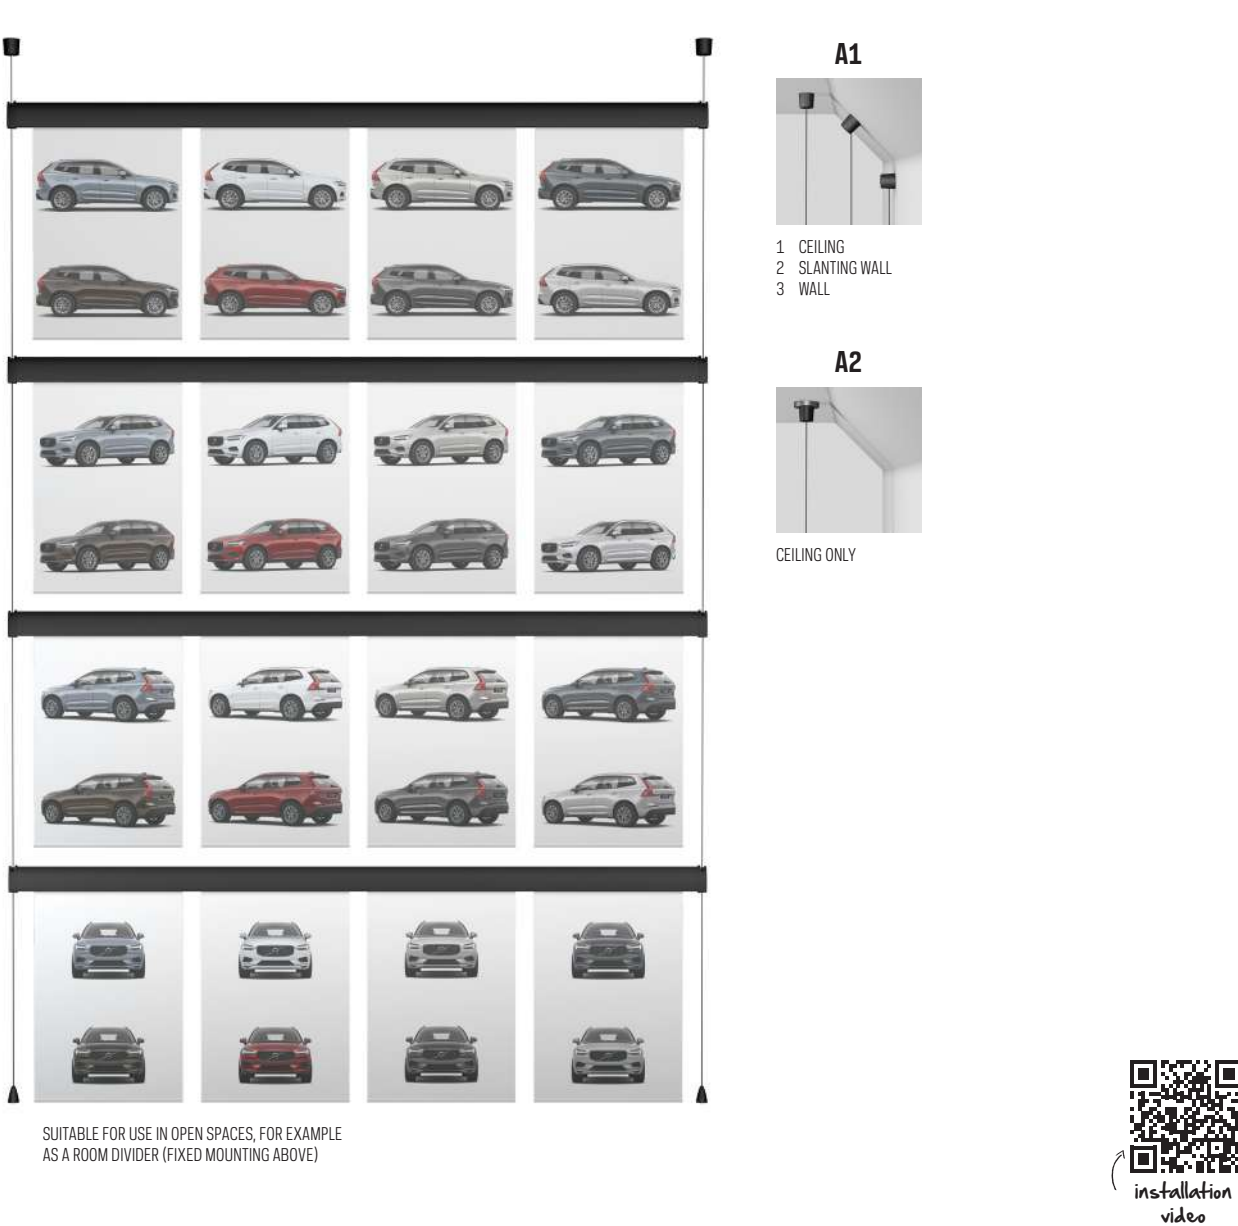 A1
1 CEILING
2 SLANTING WALL
3 WALL
A2
CEILING ONLY
SUITABLE FOR USE IN OPEN SPACES, FOR EXAMPLE
AS A ROOM DIVIDER (FIXED MOUNTING ABOVE)
installation
video